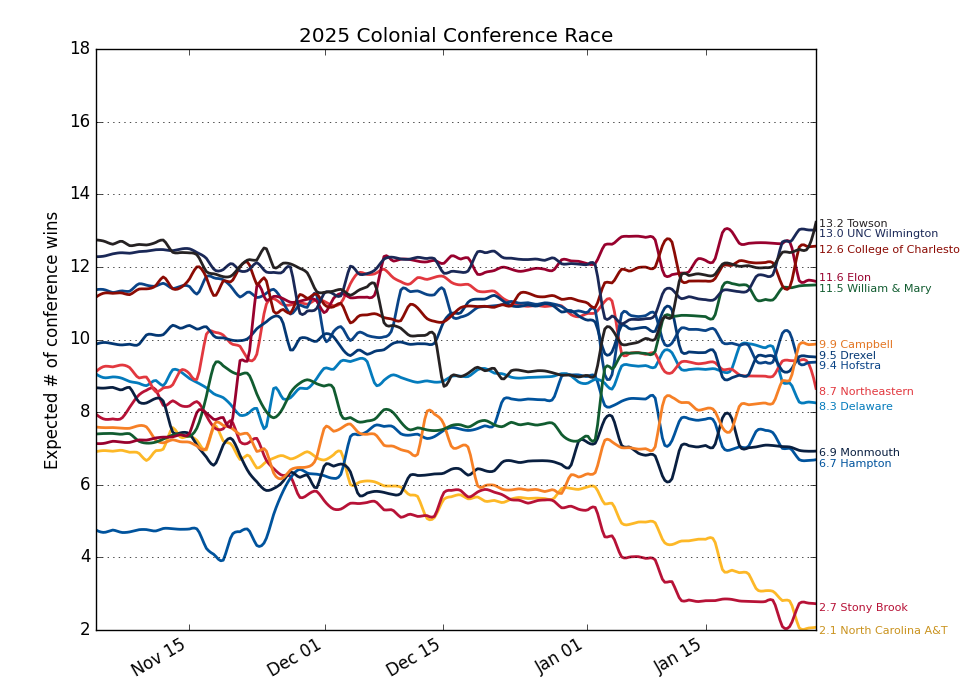 2025 Colonial Conference Race
Expected # of conference wins
18
16
14
12
10
8
6
4
2
Nov 15
Dec 01
Dec 15
Jan 01
Jan 15
13.2 Towson
13.0 UNC Wilmington
12.6 College of Charlesto
11.6 Elon
11.5 William & Mary
9.9 Campbell
9.5 Drexel
9.4 Hofstra
8.7 Northeastern
8.3 Delaware
6.9 Monmouth
6.7 Hampton
2.7 Stony Brook
2.1 North Carolina A&T